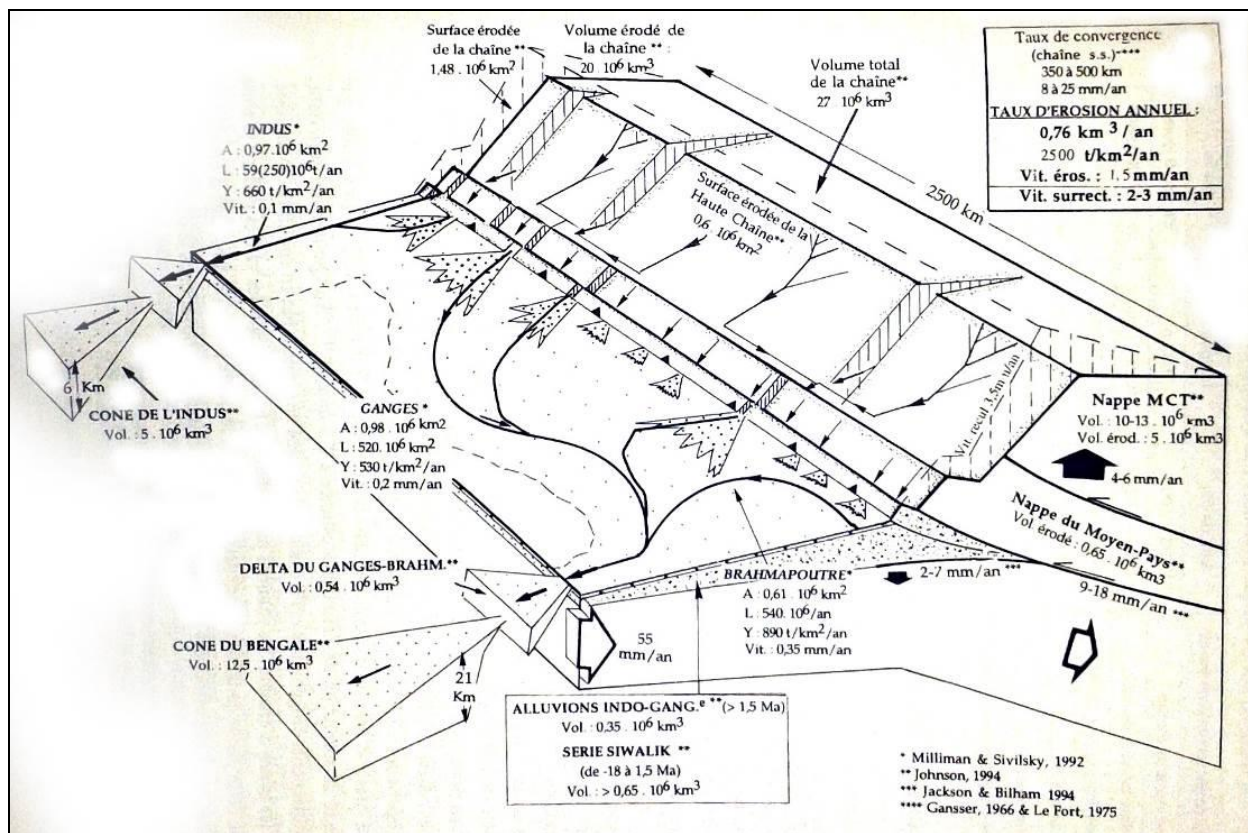 Surface érodée
de la chaîne **
1,48 . 10⁶ km²
Volume érodé de
la chaîne ** :
20 . 10⁶ km³
Volume total
de la chaîne**
27 . 10⁶ km³
Taux de convergence
(chaîne s.s.)-****
350 à 500 km
8 à 25 mm/an
TAUX D'EROSION ANNUEL :
0,76 km³ / an
2500 t/km²/an
Vit. éros. : 1.5 mm/an
Vit. surrect. : 2-3 mm/an
INDUS *
A : 0,97.10⁶ km²
L : 59(250)10⁶t/an
Y : 660 t/km²/an
Vit. : 0,1 mm/an
2500 km
Surface érodée de la
Haute Chaîne**
0,6 . 10⁶ km²
6 Km
CONE DE L'INDUS**
Vol. : 5 . 10⁶ km³
GANGES *
A : 0,98 . 10⁶ km²
L : 520. 10⁶ km²
Y : 530 t/km²/an
Vit. : 0,2 mm/an
Vit. recul 3,5m
Nappe MCT**
Vol. : 10-13 . 10⁶ km3
Vol. érod. : 5 . 10⁶ km3
4-6 mm/an
Nappe du Moyen-Pays**
Vol. érodé : 0,65 . 10⁶
km3
9-18 mm/an ***
2-7 mm/an ***
DELTA DU GANGES-BRAHM.**
Vol : 0,54 . 10⁶ km³
BRAHMAPOUTRE*
A : 0,61 . 10⁶ km²
L : 540. 10⁶/an
Y : 890 t/km²/an
Vit. : 0,35 mm/an
CONE DU BENGALE**
Vol. : 12,5 . 10⁶ km³
21
Km
55
mm/an
ALLUVIONS INDO-GANG.ᵉ **(> 1,5 Ma)
Vol : 0,35 . 10⁶ km³
SERIE SIWALIK **
(de -18 à 1,5 Ma)
Vol. : > 0,65 . 10⁶ km³
* Milliman & Sivilsky, 1992
** Johnson, 1994
*** Jackson & Bilham 1994
**** Gansser, 1966 & Le Fort, 1975